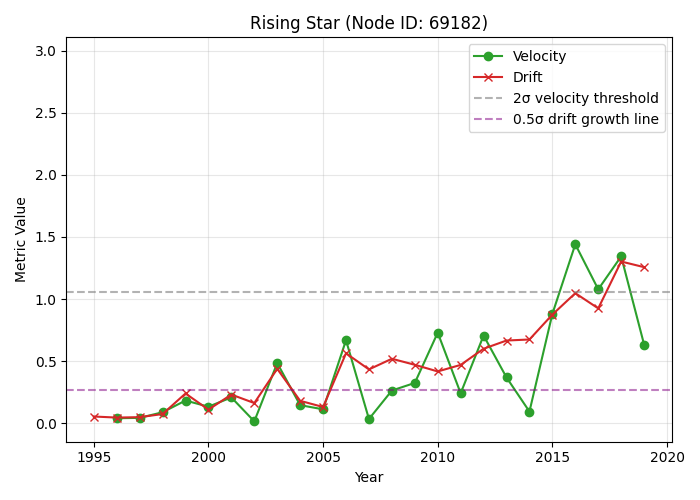 Rising Star (Node ID: 69182)
Velocity
Drift
2σ velocity threshold
0.5σ drift growth line
Metric Value
3.0
2.5
2.0
1.5
1.0
0.5
0.0
1995 2000 2005 2010 2015 2020
Year